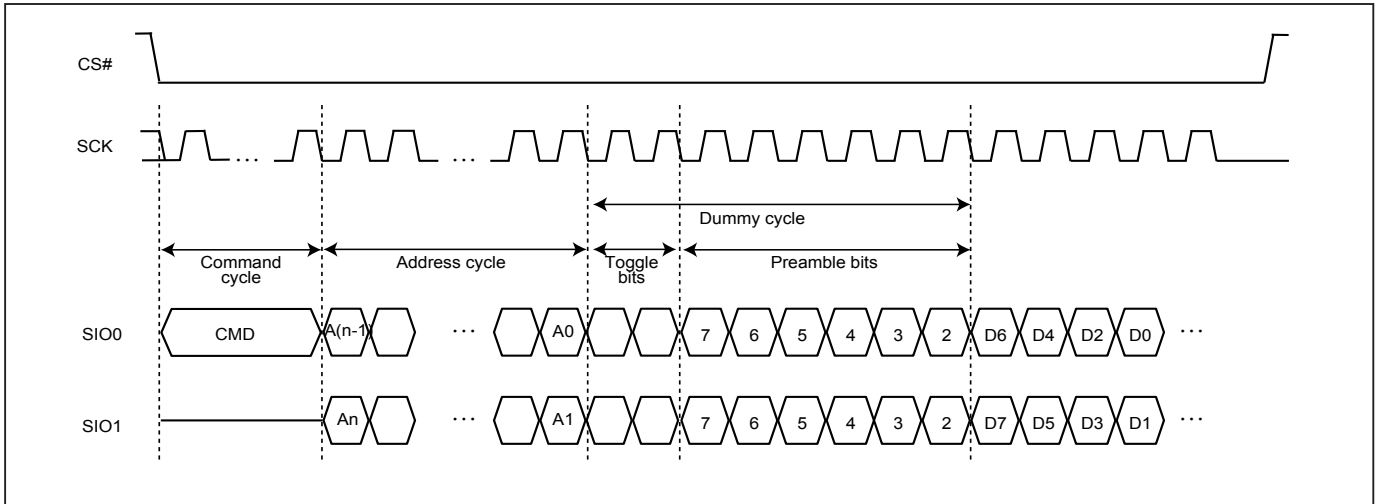 CS#
SCK
…
…
Dummy cycle
Command
cycle
Address cycle
Toggle
bits
Preamble bits
SIO0
CMD
A(n-1)
…
A0
7
6
5
4
3
2
D6
D4
D2
D0
…
SIO1
An
…
A1
7
6
5
4
3
2
D7
D5
D3
D1
…